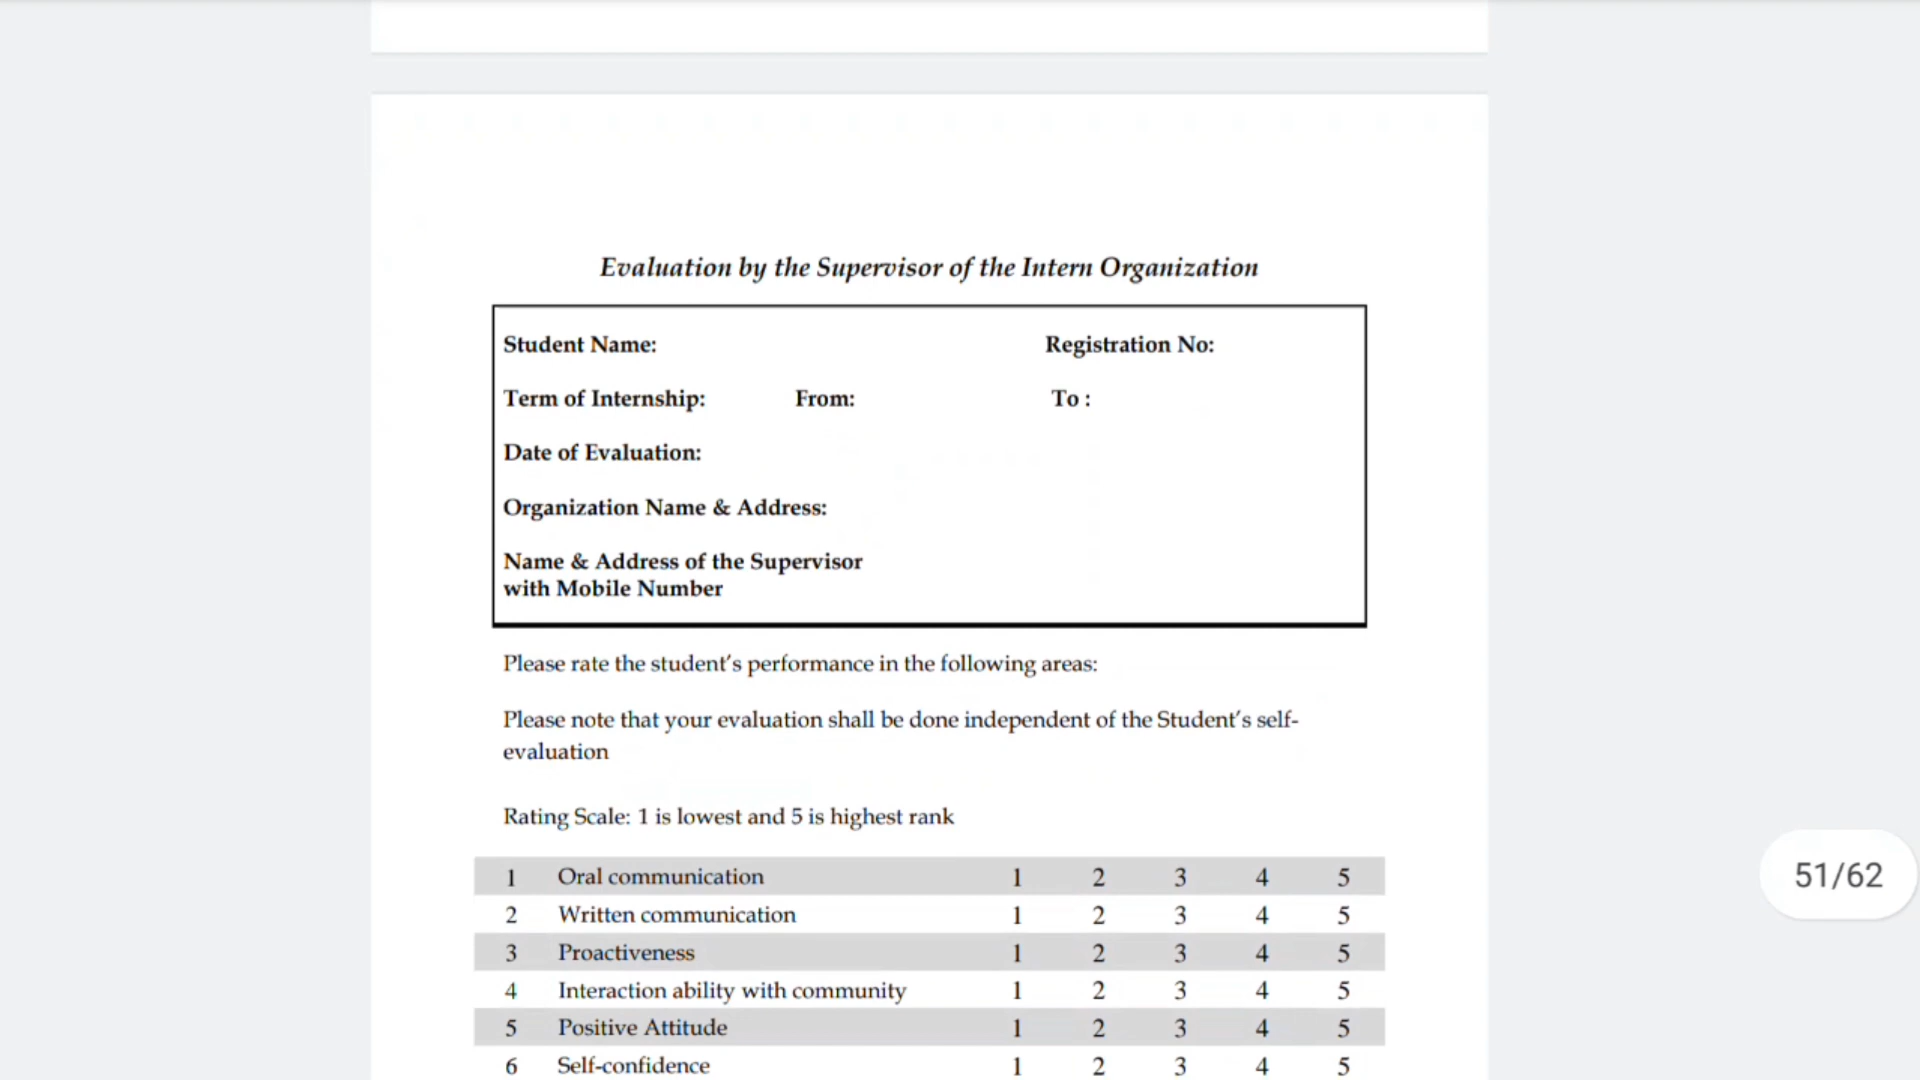 Evaluation by the Supervisor of the Intern Organization
Student Name: Registration No:
Term of Internship: From: To :
Date of Evaluation:
Organization Name & Address:
Name & Address of the Supervisor
with Mobile Number
Please rate the student's performance in the following areas:
Please note that your evaluation shall be done independent of the Student's self-
evaluation
Rating Scale: 1 is lowest and 5 is highest rank
1 Oral communication 1 2 3 4 5
2 Written communication 1 2 3 4 5
3 Proactiveness 1 2 3 4 5
4 Interaction ability with community 1 2 3 4 5
5 Positive Attitude 1 2 3 4 5
6 Self-confidence 1 2 3 4 5
51/62